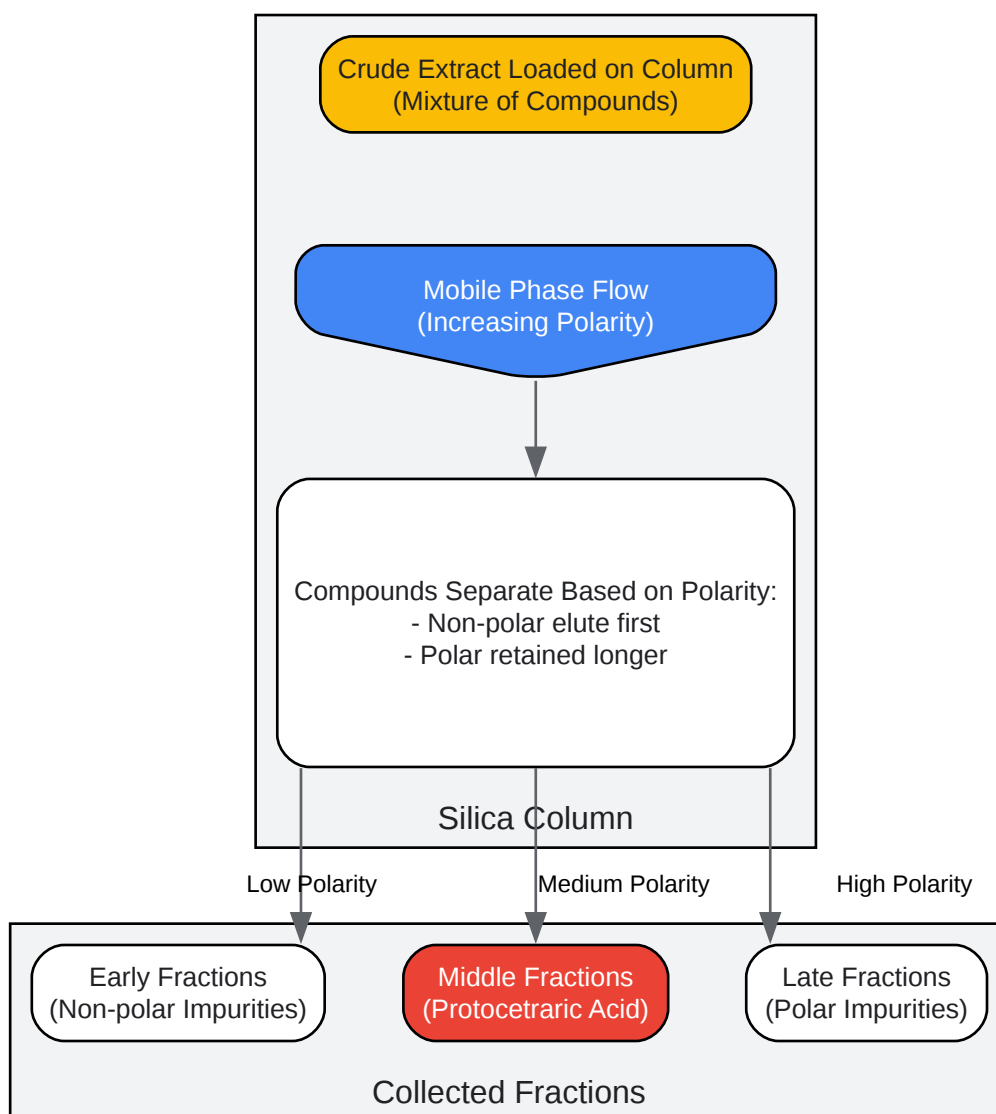 Crude Extract Loaded on Column
(Mixture of Compounds)
Mobile Phase Flow
(Increasing Polarity)
Compounds Separate Based on Polarity:
- Non-polar elute first
- Polar retained longer
Silica Column
Low Polarity
Medium Polarity
High Polarity
Early Fractions
(Non-polar Impurities)
Middle Fractions
(Protocetraric Acid)
Late Fractions
(Polar Impurities)
Collected Fractions